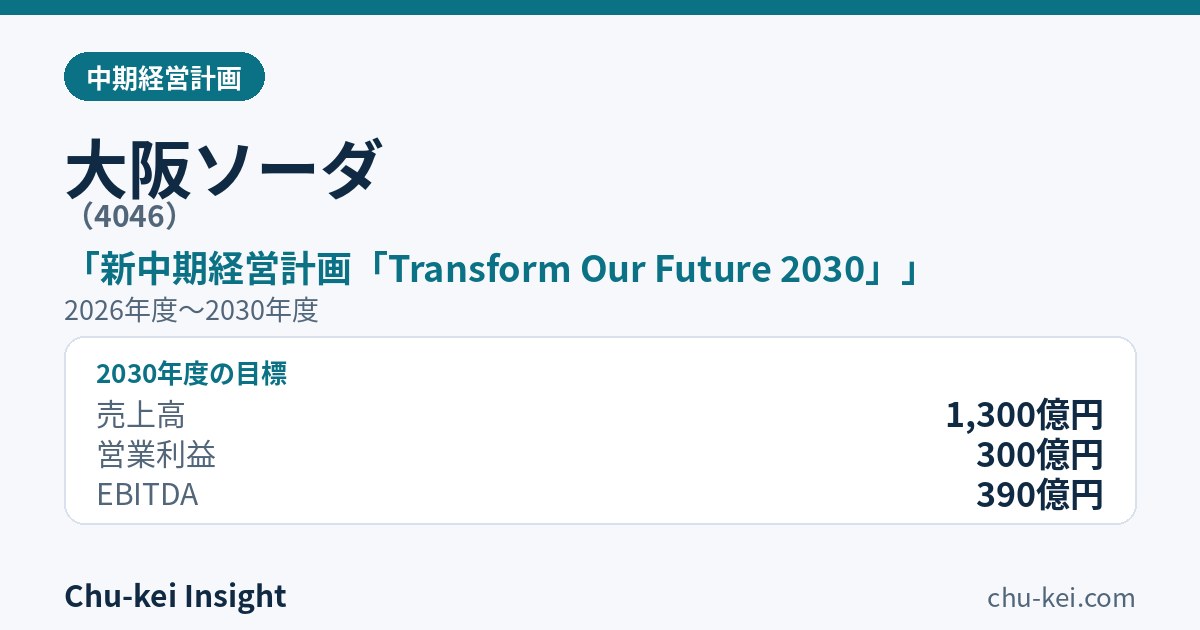 中期経営計画
大阪ソーダ
（4046）
「新中期経営計画「Transform Our Future 2030」」
2026年度～2030年度
2030年度の目標
売上高 1,300億円
営業利益 300億円
EBITDA 390億円
Chu-kei Insight chu-kei.com